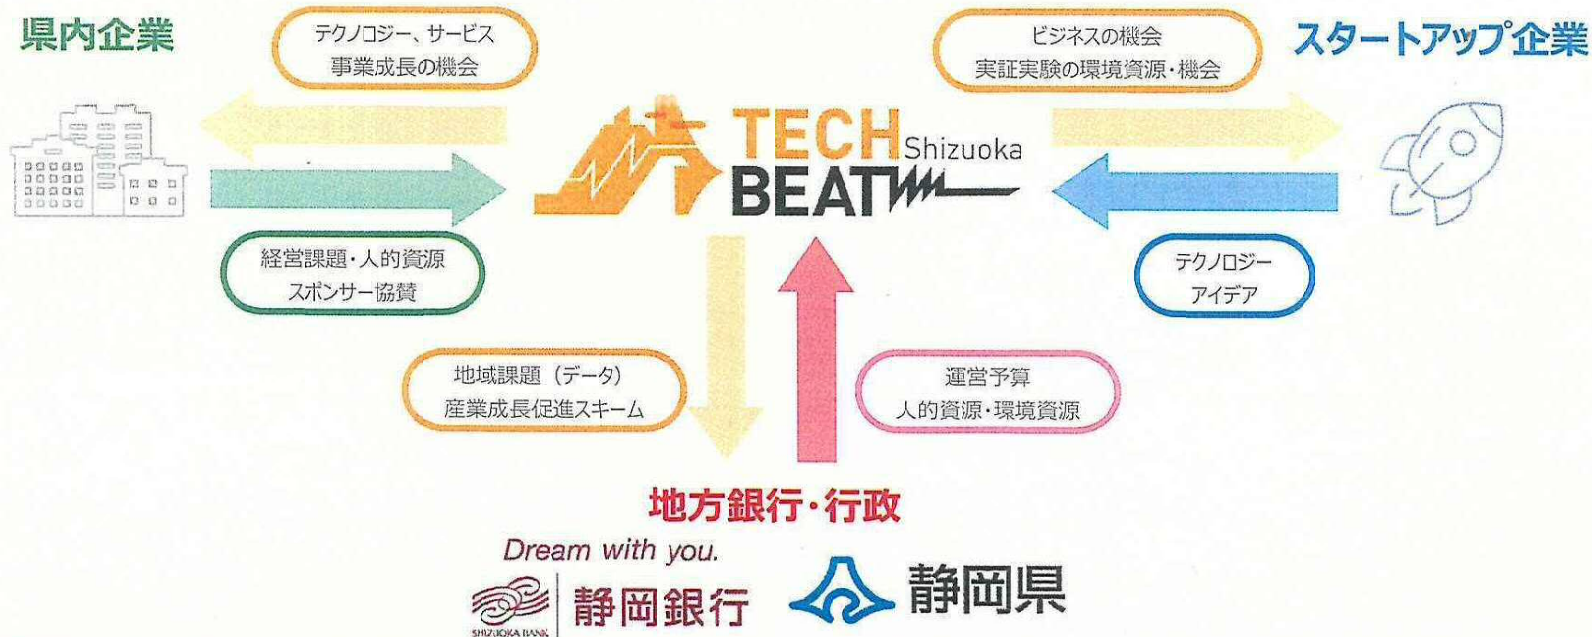 県内企業
テクノロジー、サービス
事業成長の機会
ビジネスの機会
実証実験の環境資源・機会
スタートアップ企業
TECH
BEAT
Shizuoka
経営課題・人的資源
スポンサー協賛
テクノロジー
アイデア
地域課題（データ）
産業成長促進スキーム
運営予算
人的資源・環境資源
地方銀行・行政
Dream with you.
SHIZUOKA BANK
静岡銀行
静岡県